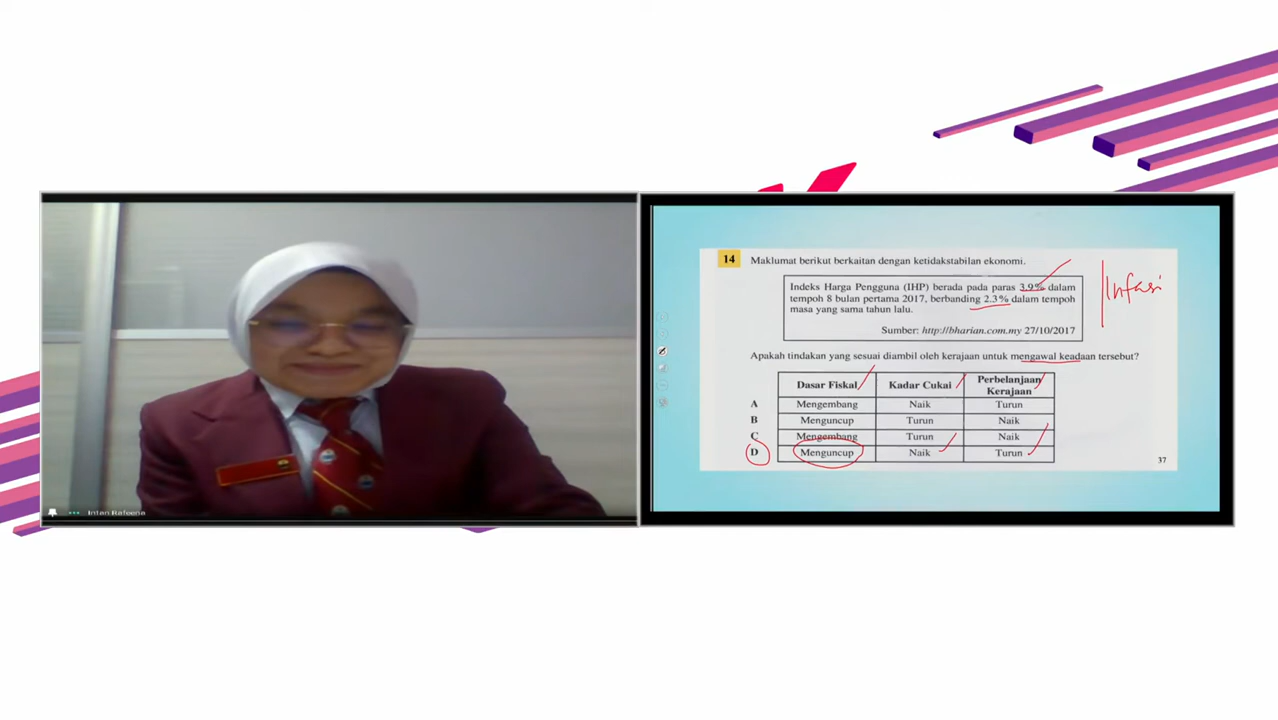 14 Maklumat berikut berkaitan dengan ketidakstabilan ekonomi.
Indeks Harga Pengguna (IHP) berada pada paras 3.9% dalam
tempoh 8 bulan pertama 2017, berbanding 2.3% dalam tempoh
masa yang sama tahun lalu.
Sumber: http://bharian.com.my 27/10/2017
Infasi
Apakah tindakan yang sesuai diambil oleh kerajaan untuk mengawal keadaan tersebut?
Dasar Fiskal Kadar Cukai Perbelanjaan
Kerajaan
A Mengembang Naik Turun
B Menguncup Turun Naik
C Mengembang Turun Naik
D Menguncup Naik Turun
37
Intan Rafeena